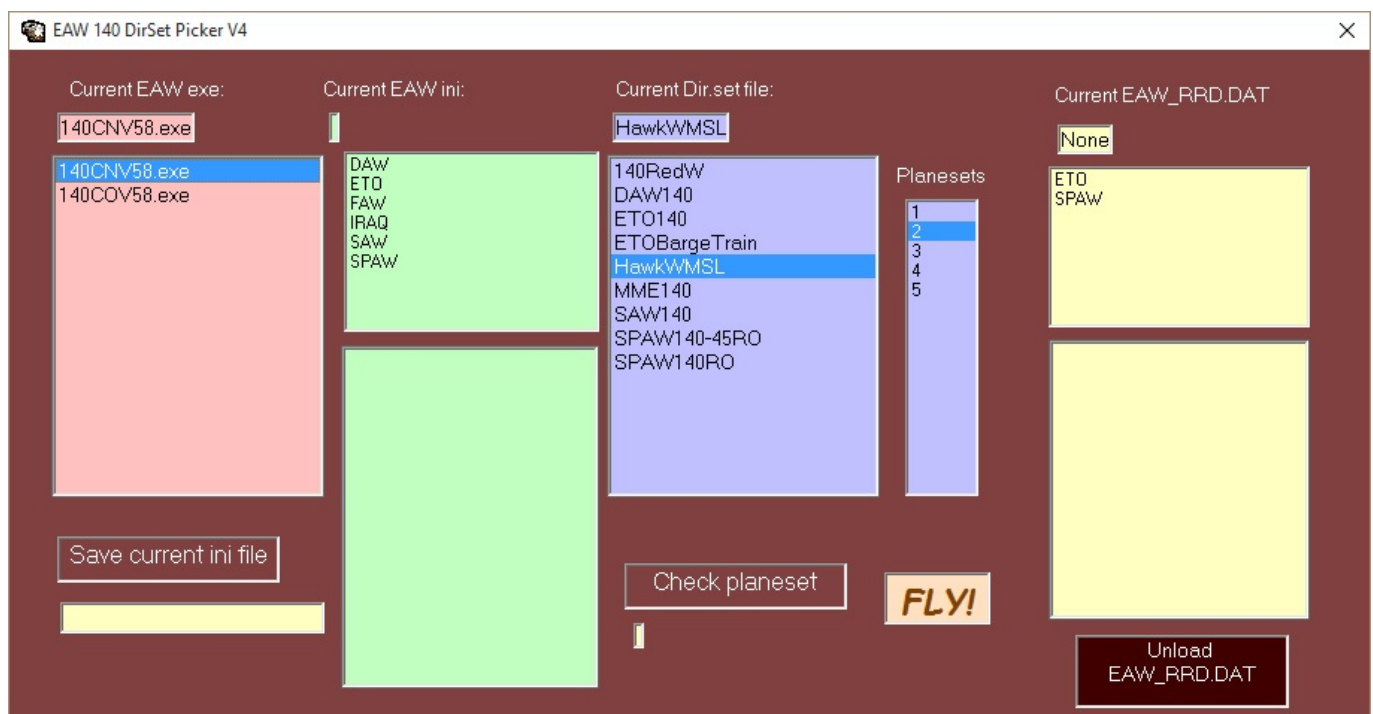 EAW 140 DirSet Picker V4
Current EAW exe:
140CNV58.exe
140CNV58.exe
140COV58.exe
Save current ini file
Current EAW ini:
DAW
ETO
FAW
IRAQ
SAW
SPAW
Current Dir.set file:
HawkWMSL
140RedW
DAW140
ETO140
ETOBargeTrain
HawkWMSL
MME140
SAW140
SPAW140-45RO
SPAW140RO
Check planeset
Planesets
1
2
3
4
5
FLY!
Current EAW_RRD.DAT
None
ETO
SPAW
Unload
EAW_RRD.DAT